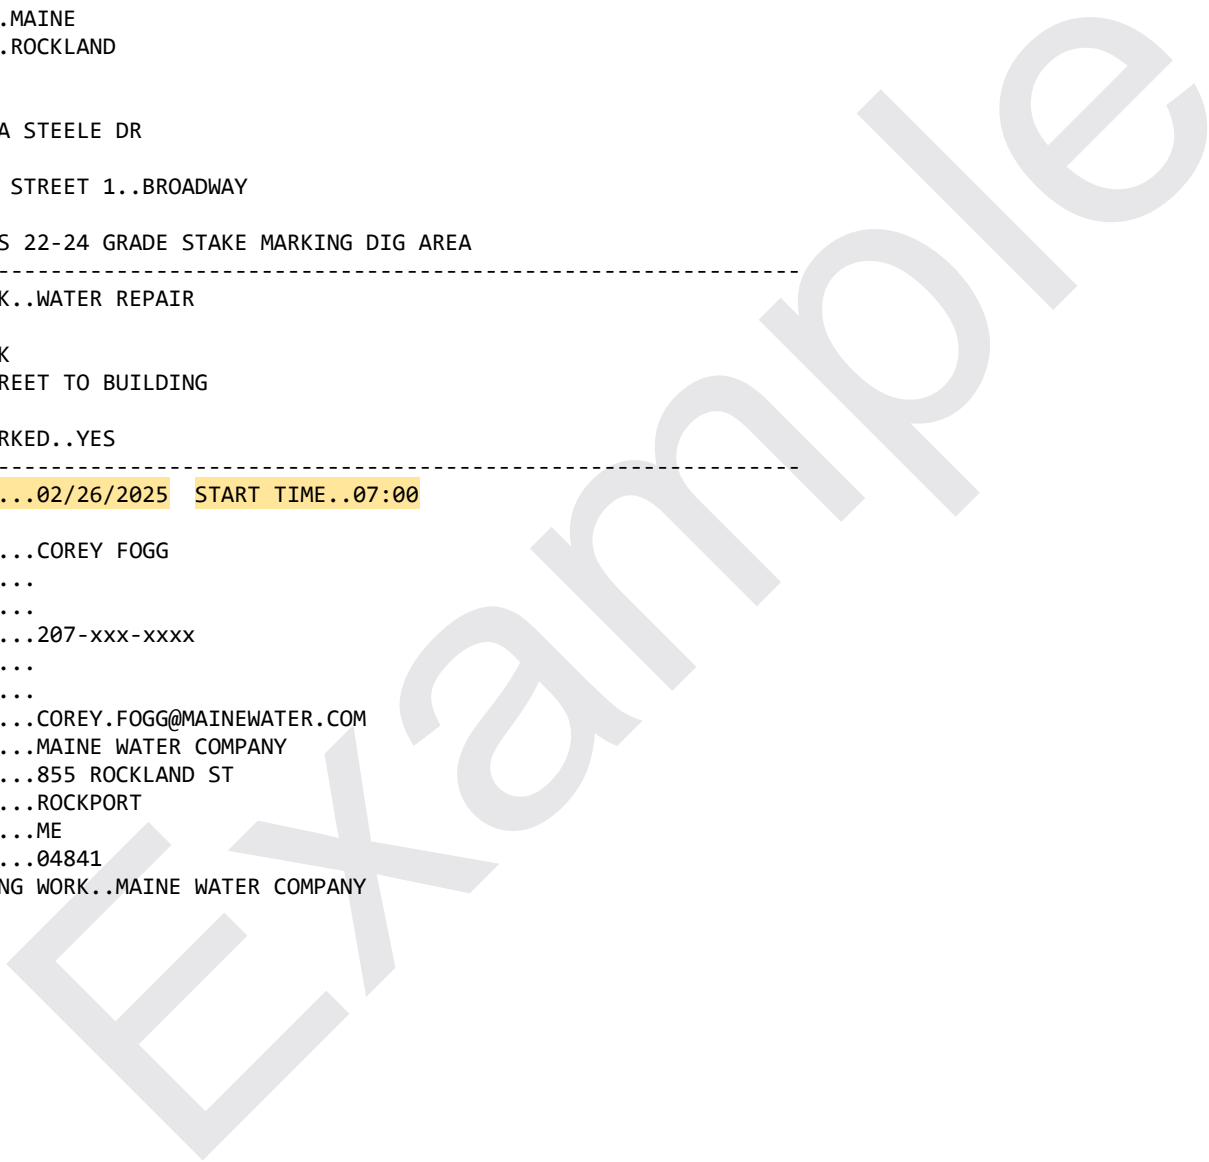 .MAINE
.ROCKLAND
A STEELE DR
STREET 1..BROADWAY
S 22-24 GRADE STAKE MARKING DIG AREA
--------------------------------------------------------------
K..WATER REPAIR
K
REET TO BUILDING
RKED..YES
--------------------------------------------------------------
...02/26/2025 START TIME..07:00
...COREY FOGG
...
...
...207-xxx-xxxx
...
...
...COREY.FOGG@MAINEWATER.COM
...MAINE WATER COMPANY
...855 ROCKLAND ST
...ROCKPORT
...ME
...04841
NG WORK..MAINE WATER COMPANY
Example